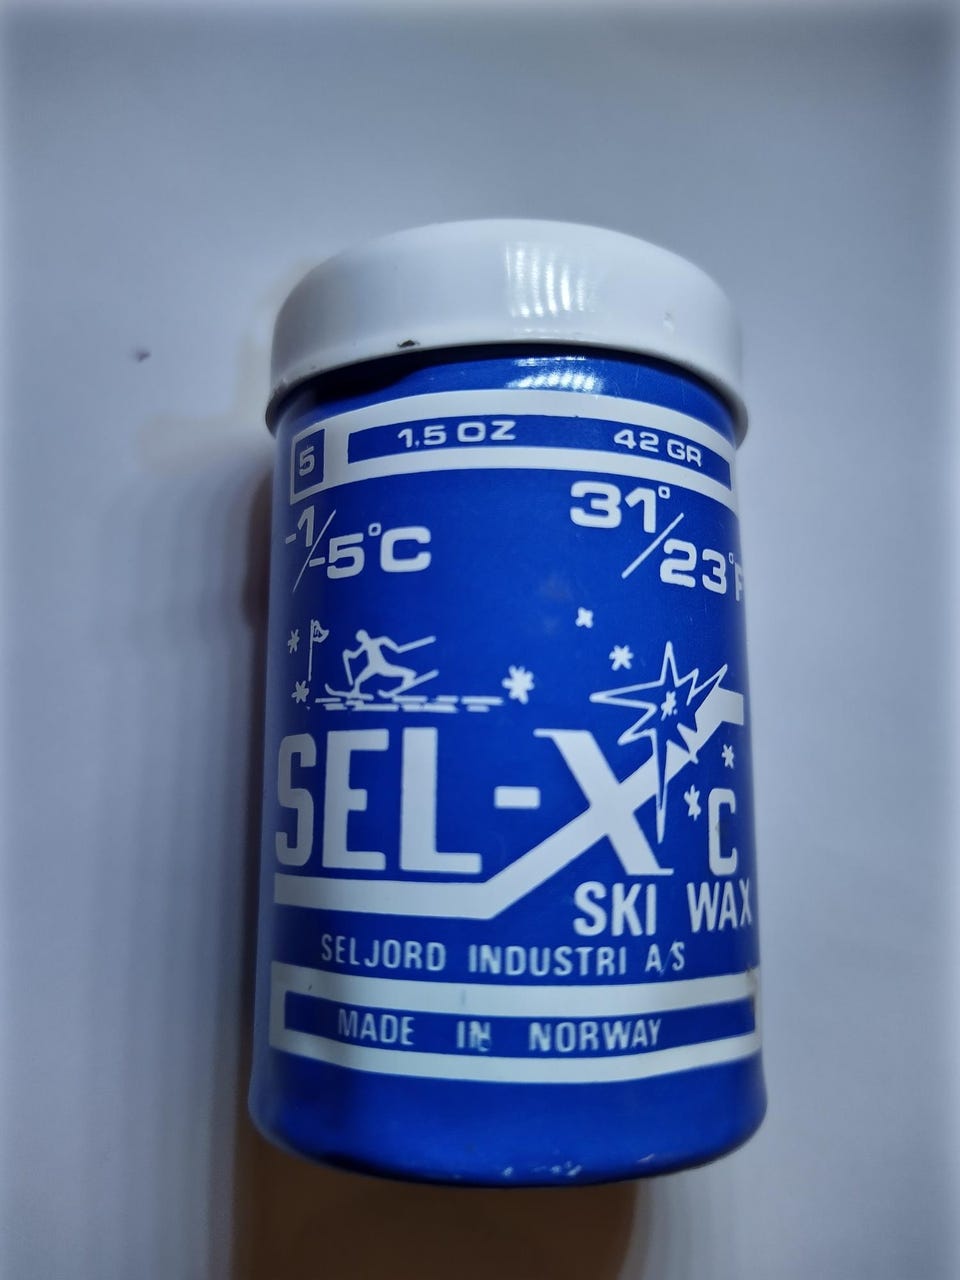 5 1.5 OZ 42 GR
-1/-5°C 31°/23°F
SEL-X C
SKI WAX
SELJORD INDUSTRI A/S
MADE IN NORWAY